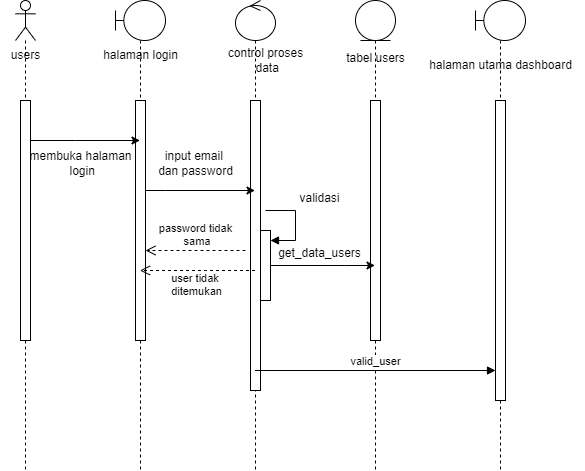 users
halaman login
control proses
data
tabel users
halaman utama dashboard
membuka halaman
login
input email
dan password
validasi
password tidak
sama
get_data_users
user tidak
ditemukan
valid_user